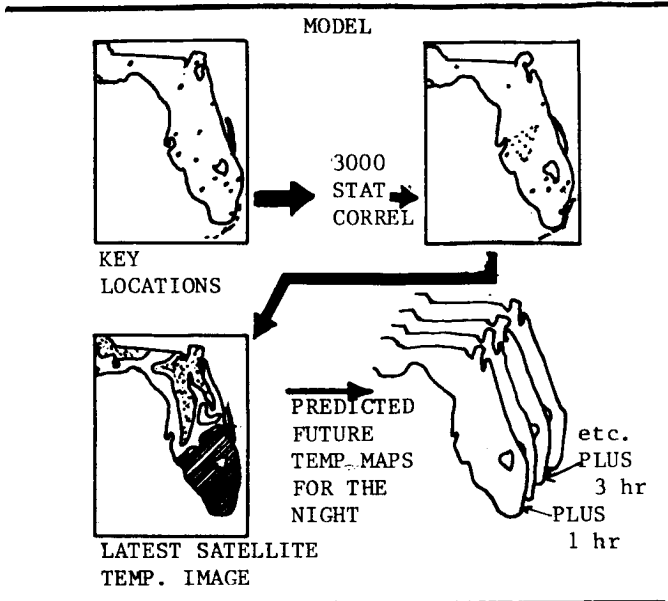 MODEL
3000
STAT
CORREL
KEY
LOCATIONS
PREDICTED
FUTURE
TEMP. MAPS
FOR THE
NIGHT
etc.
PLUS
3 hr
PLUS
1 hr
LATEST SATELLITE
TEMP. IMAGE